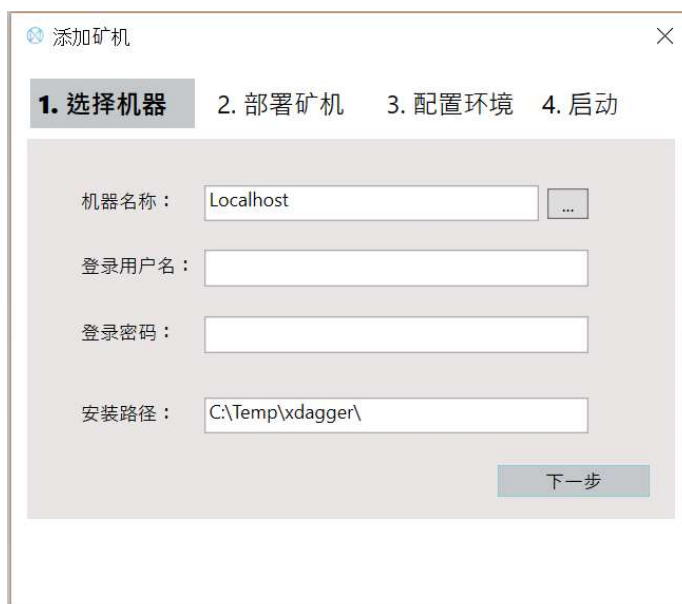 添加矿机
1. 选择机器 2. 部署矿机 3. 配置环境 4. 启动
机器名称： Localhost ...
登录用户名：
登录密码：
安装路径： C:\Temp\xdagger\
下一步